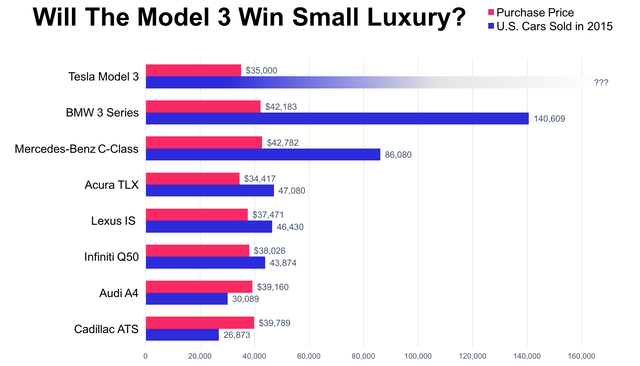 Will The Model 3 Win Small Luxury?
Purchase Price
U.S. Cars Sold in 2015
Tesla Model 3
$35,000
???
BMW 3 Series
$42,183
140,609
Mercedes-Benz C-Class
$42,782
86,080
Acura TLX
$34,417
47,080
Lexus IS
$37,471
46,430
Infiniti Q50
$38,026
43,874
Audi A4
$39,160
30,089
Cadillac ATS
$39,789
26,873
0 20,000 40,000 60,000 80,000 100,000 120,000 140,000 160,000